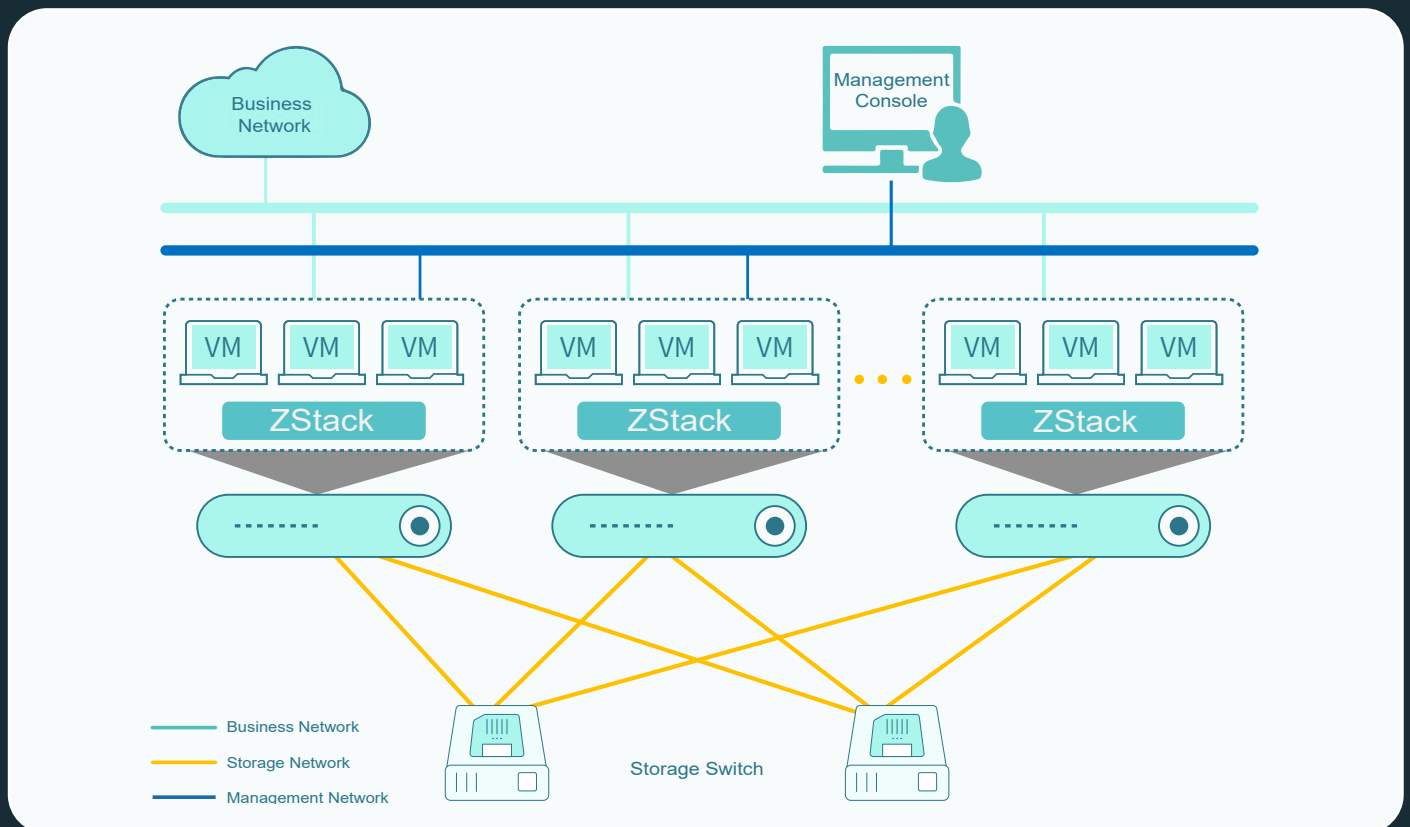 Business
Network
Management
Console
VM VM VM
VM VM VM
VM VM VM
ZStack
ZStack
ZStack
Business Network
Storage Network
Management Network
Storage Switch